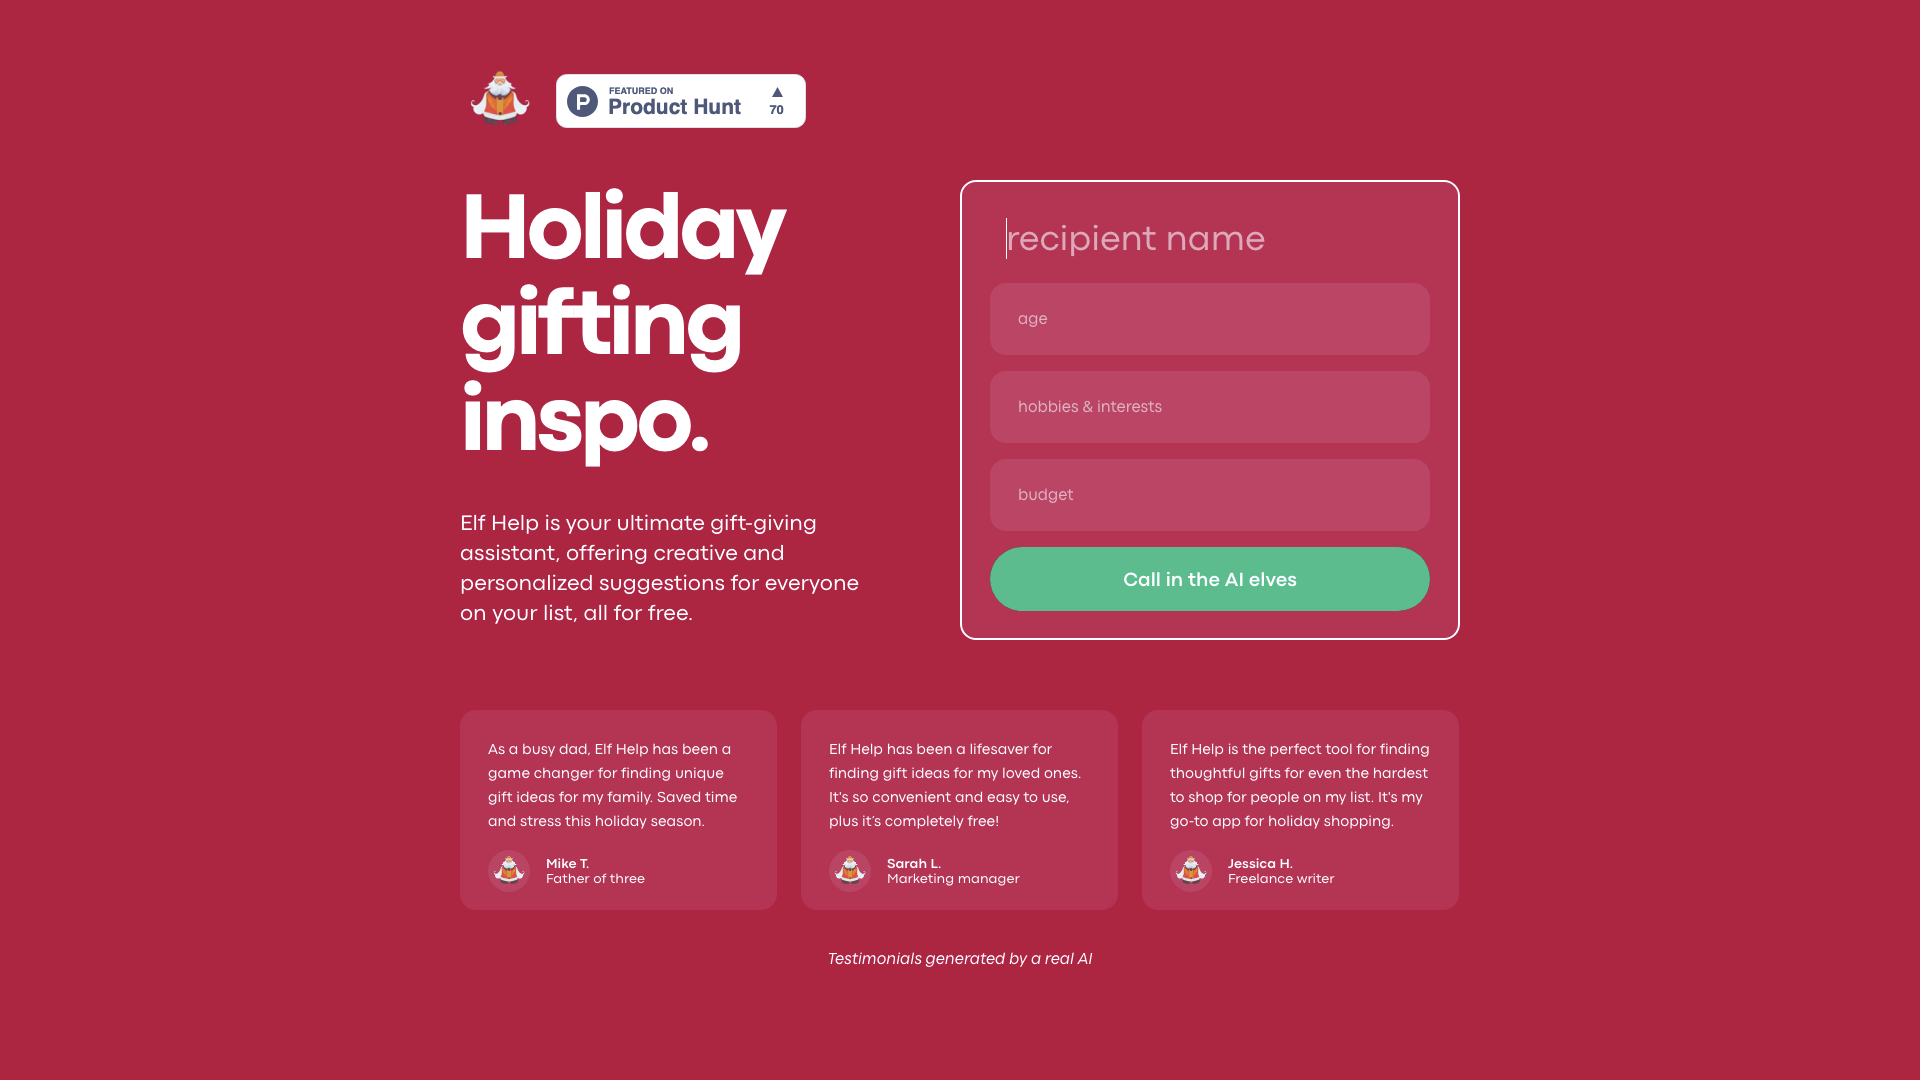 FEATURED ON
Product Hunt
70
Holiday
gifting
inspo.
Elf Help is your ultimate gift-giving
assistant, offering creative and
personalized suggestions for everyone
on your list, all for free.
recipient name
age
hobbies & interests
budget
Call in the AI elves
As a busy dad, Elf Help has been a
game changer for finding unique
gift ideas for my family. Saved time
and stress this holiday season.
Mike T.
Father of three
Elf Help has been a lifesaver for
finding gift ideas for my loved ones.
It's so convenient and easy to use,
plus it's completely free!
Sarah L.
Marketing manager
Elf Help is the perfect tool for finding
thoughtful gifts for even the hardest
to shop for people on my list. It's my
go-to app for holiday shopping.
Jessica H.
Freelance writer
Testimonials generated by a real AI